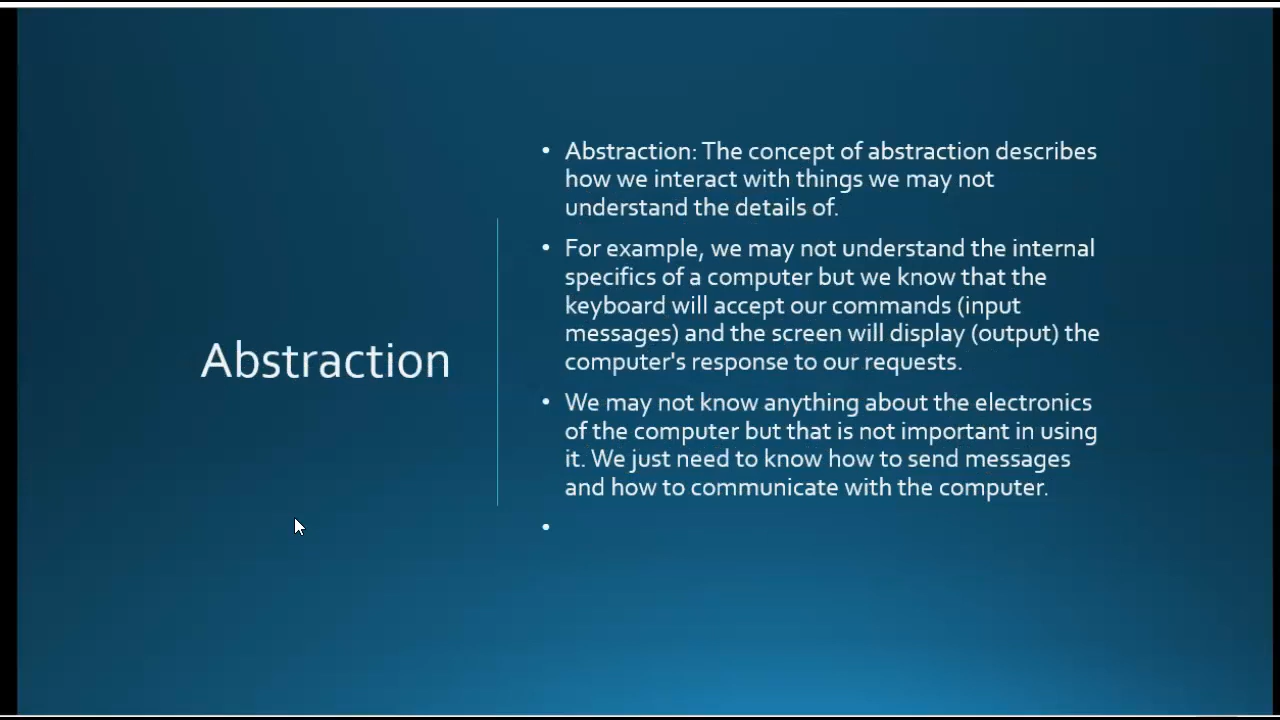 Abstraction
• Abstraction: The concept of abstraction describes
how we interact with things we may not
understand the details of.
• For example, we may not understand the internal
specifics of a computer but we know that the
keyboard will accept our commands (input
messages) and the screen will display (output) the
computer's response to our requests.
• We may not know anything about the electronics
of the computer but that is not important in using
it. We just need to know how to send messages
and how to communicate with the computer.
•